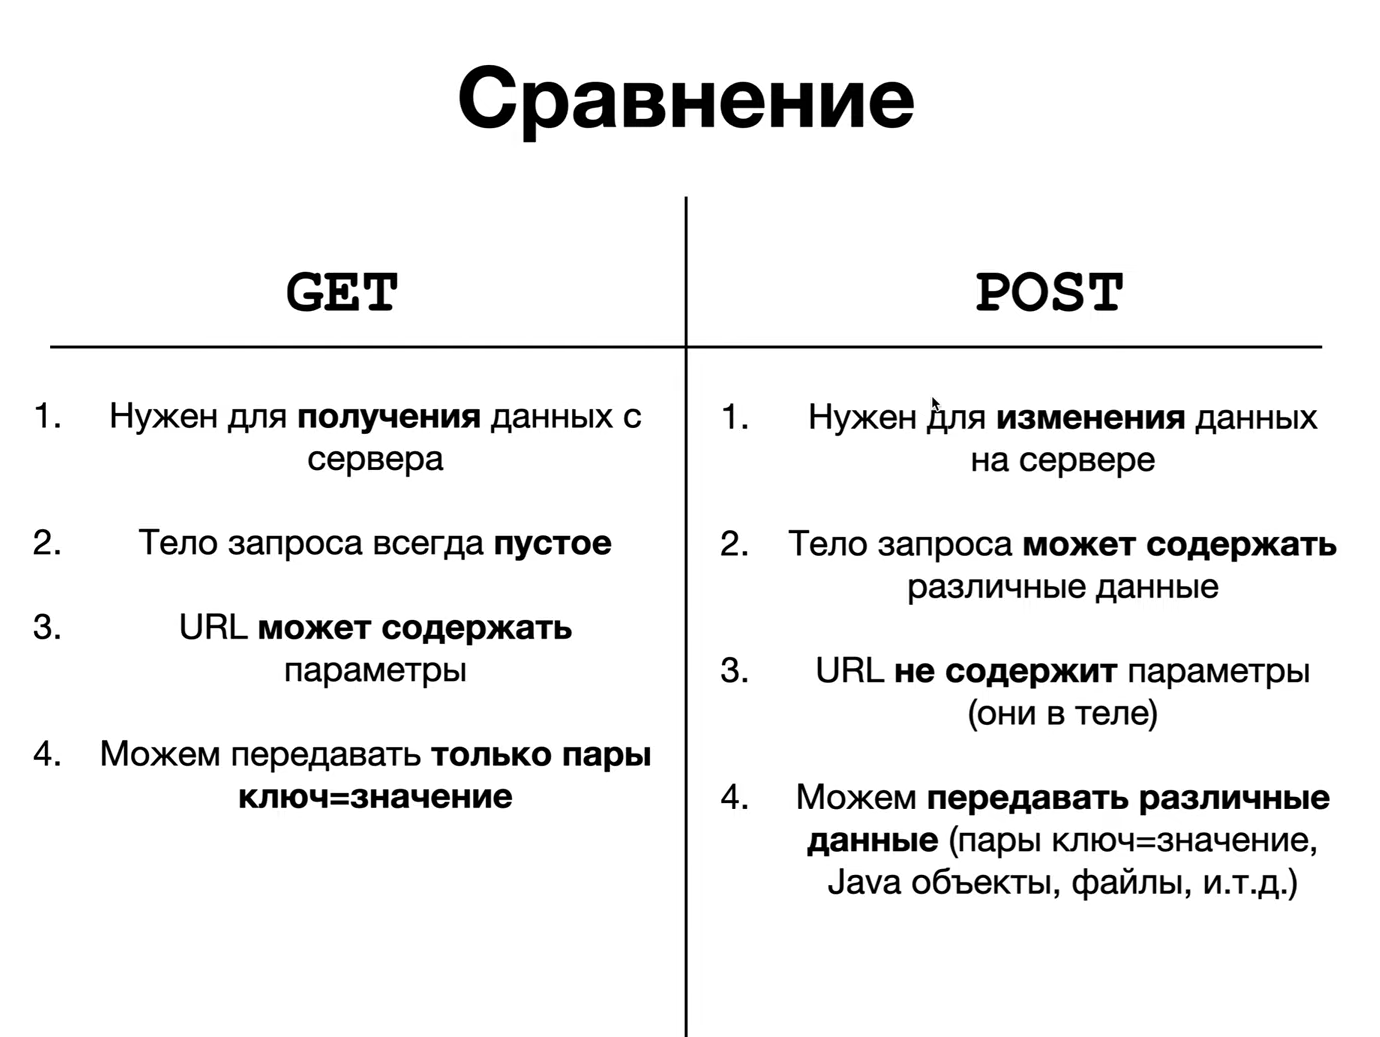 Сравнение
GET
1. Нужен для получения данных с
сервера
2. Тело запроса всегда пустое
3. URL может содержать
параметры
4. Можем передавать только пары
ключ=значение
POST
1. Нужен для изменения данных
на сервере
2. Тело запроса может содержать
различные данные
3. URL не содержит параметры
(они в теле)
4. Можем передавать различные
данные (пары ключ=значение,
Java объекты, файлы, и.т.д.)